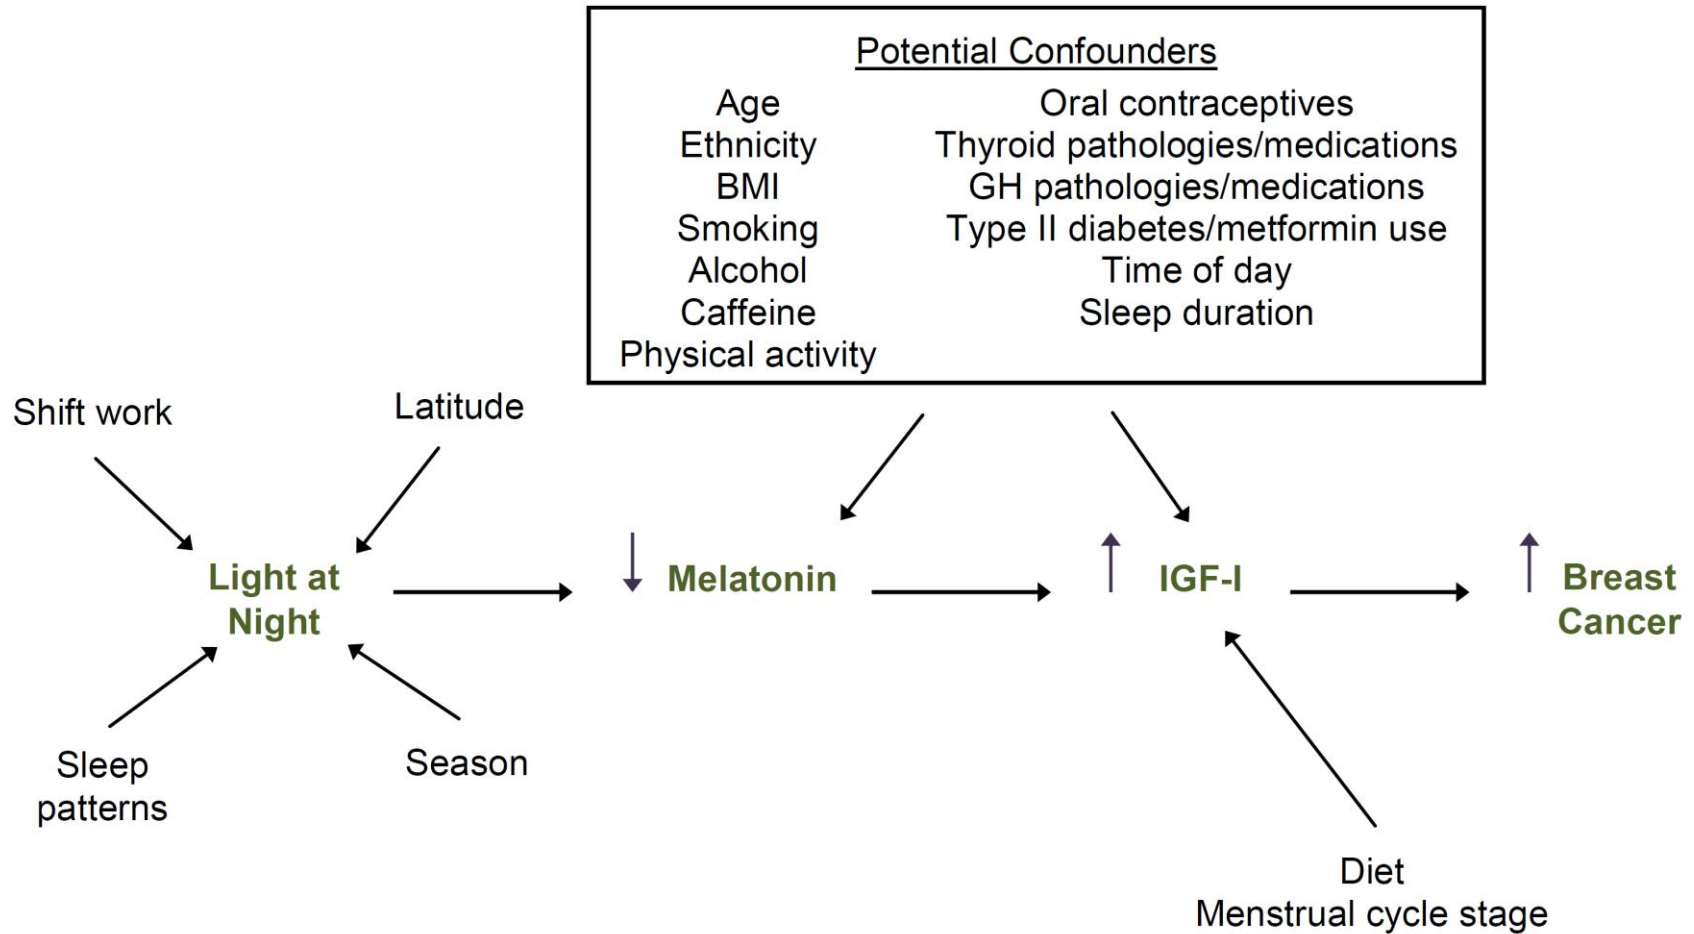 Potential Confounders
Age
Ethnicity
BMI
Smoking
Alcohol
Caffeine
Physical activity
Oral contraceptives
Thyroid pathologies/medications
GH pathologies/medications
Type II diabetes/metformin use
Time of day
Sleep duration
Shift work
Latitude
Light at
Night
Sleep
patterns
Season
Melatonin
IGF-I
Breast
Cancer
Diet
Menstrual cycle stage